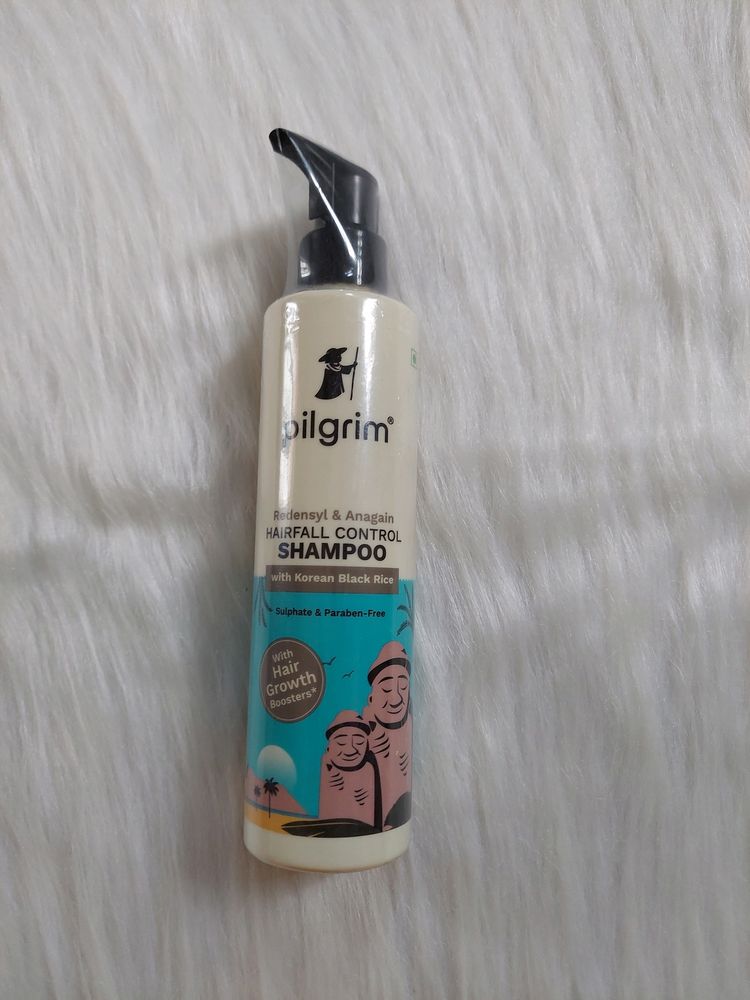 pilgrim®
Redensyl & Anagain
HAIRFALL CONTROL
SHAMPOO
with Korean Black Rice
Sulphate & Paraben-Free
With
Hair
Growth
Boosters*